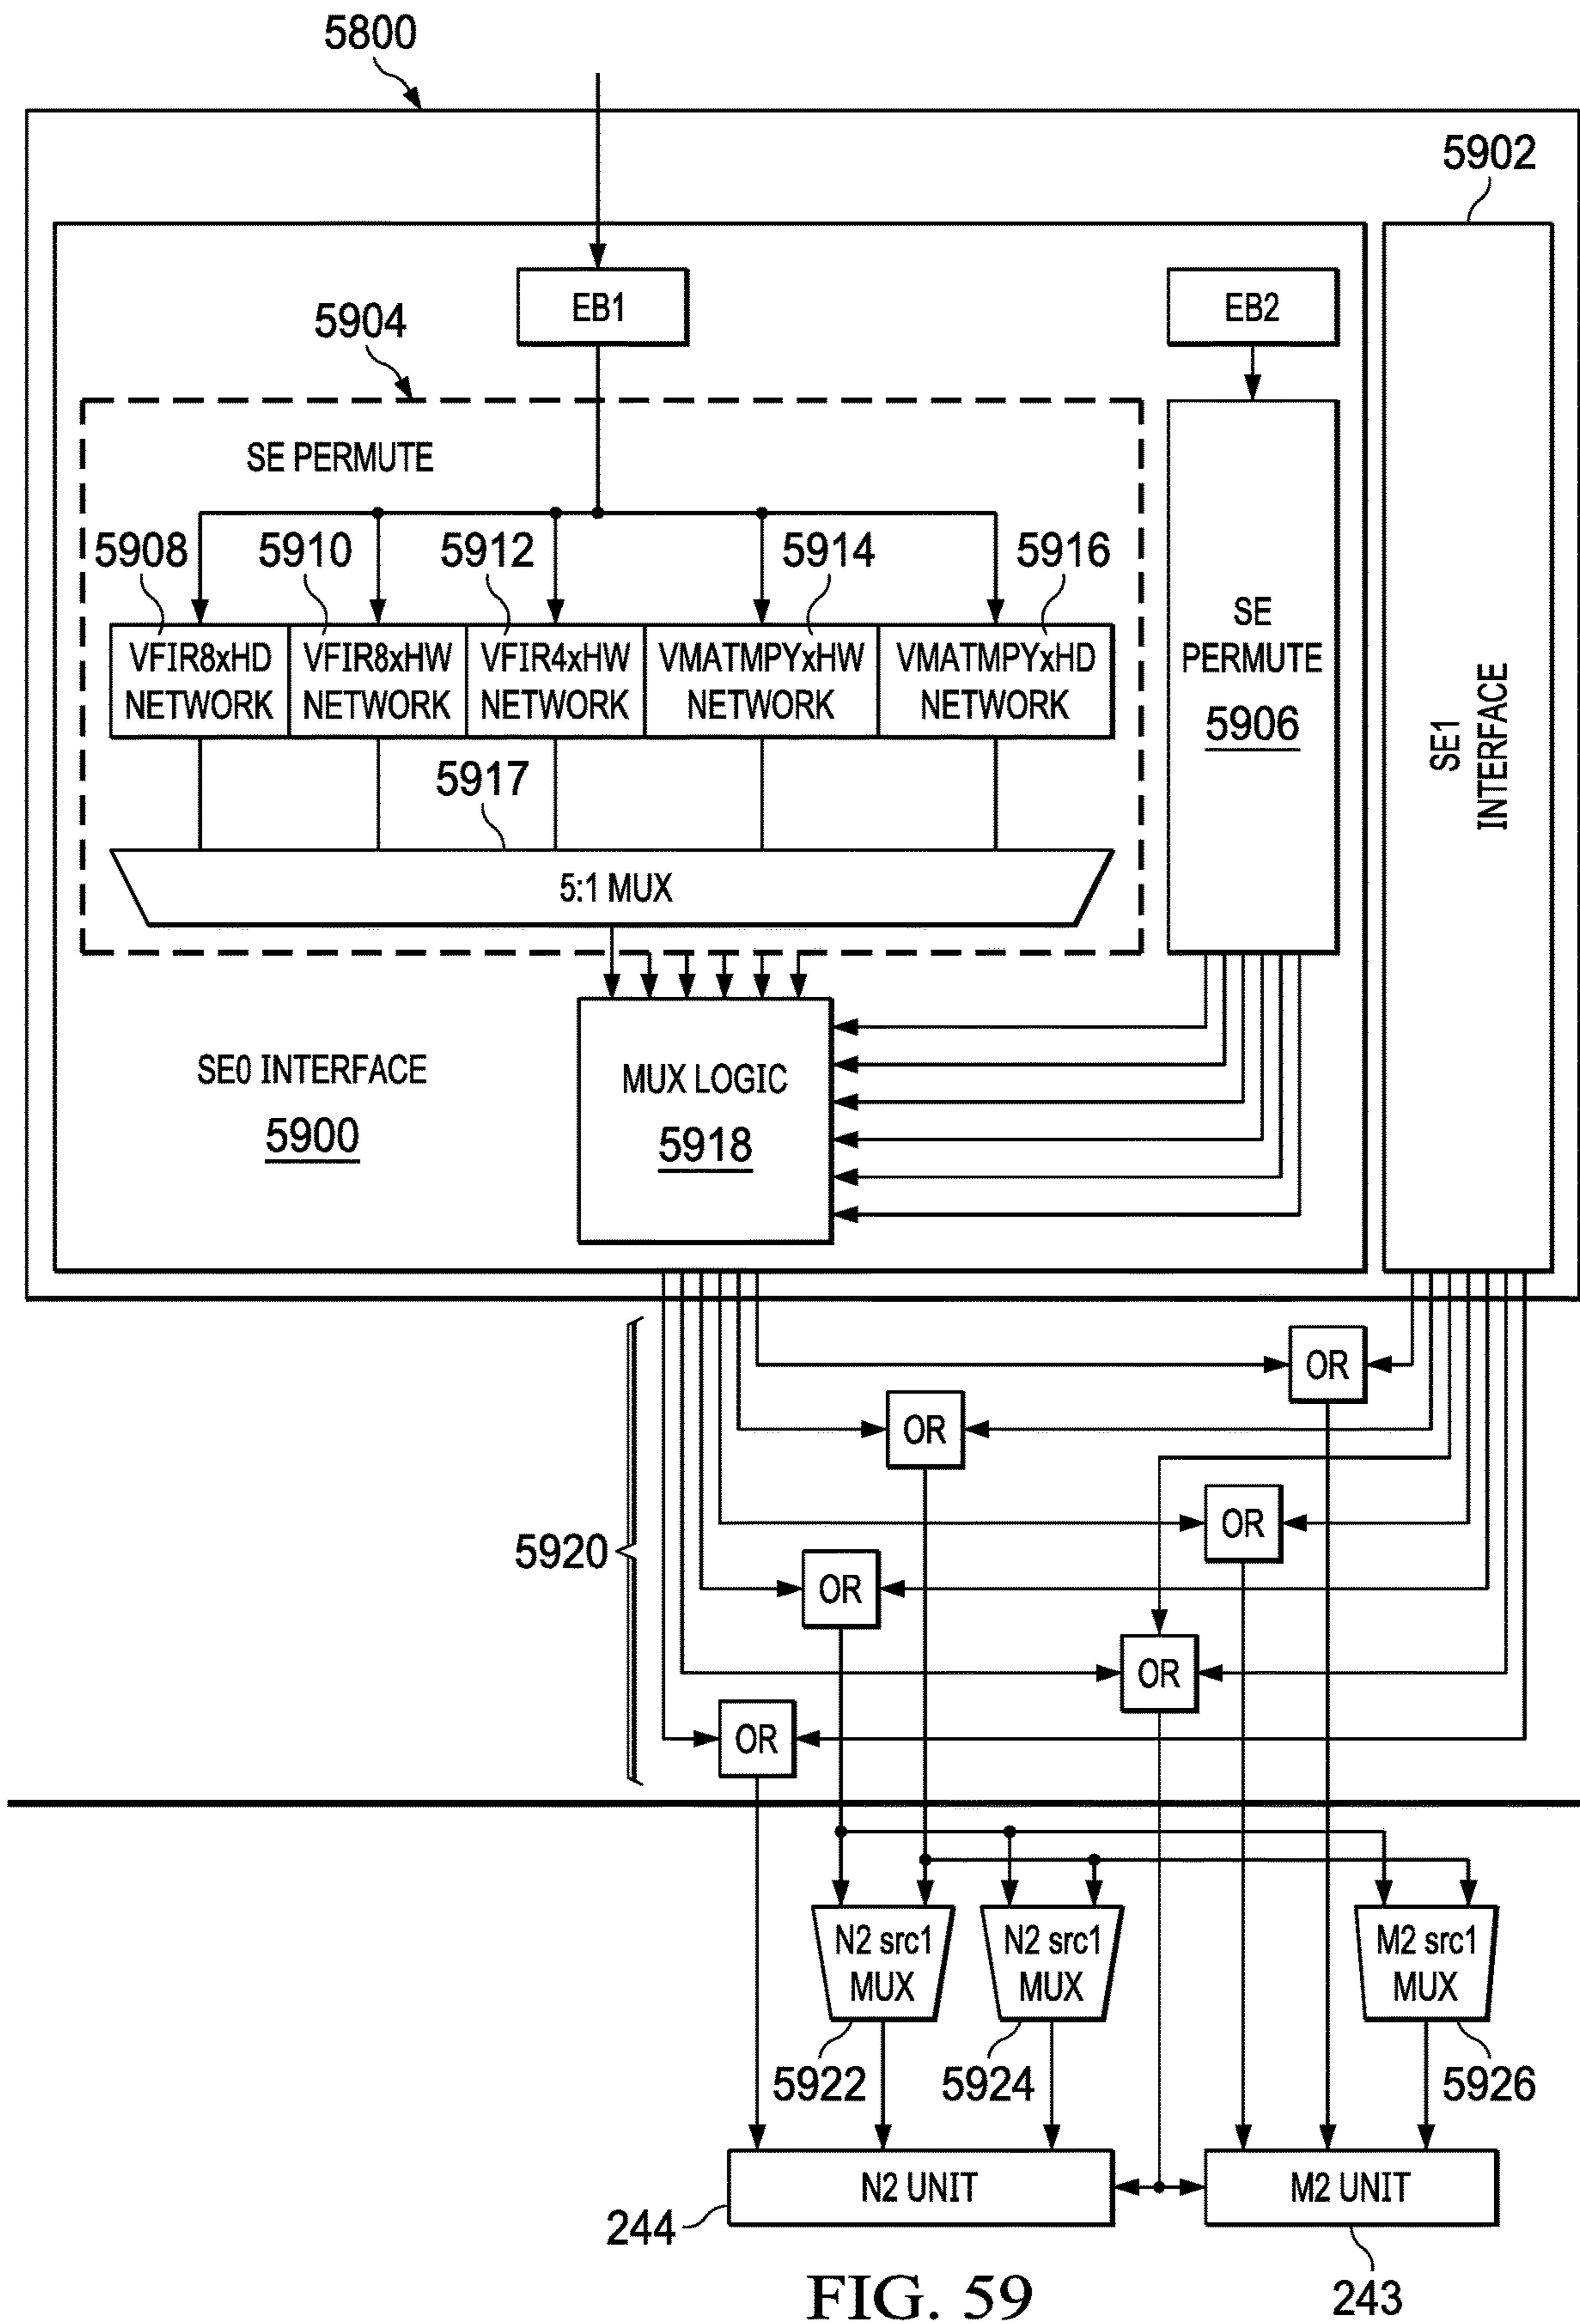 5800
5902
EB1
EB2
5904
SE PERMUTE
5908
5910
5912
5914
5916
VFIR8xHD
NETWORK
VFIR8xHW
NETWORK
VFIR4xHW
NETWORK
VMATMPYxHW
NETWORK
VMATMPYxHD
NETWORK
SE
PERMUTE
5906
SE1
INTERFACE
5917
5:1 MUX
SE0 INTERFACE
5900
MUX LOGIC
5918
OR
OR
OR
5920
OR
OR
OR
N2 src1
MUX
N2 src1
MUX
M2 src1
MUX
5922
5924
5926
N2 UNIT
M2 UNIT
244
243
FIG. 59